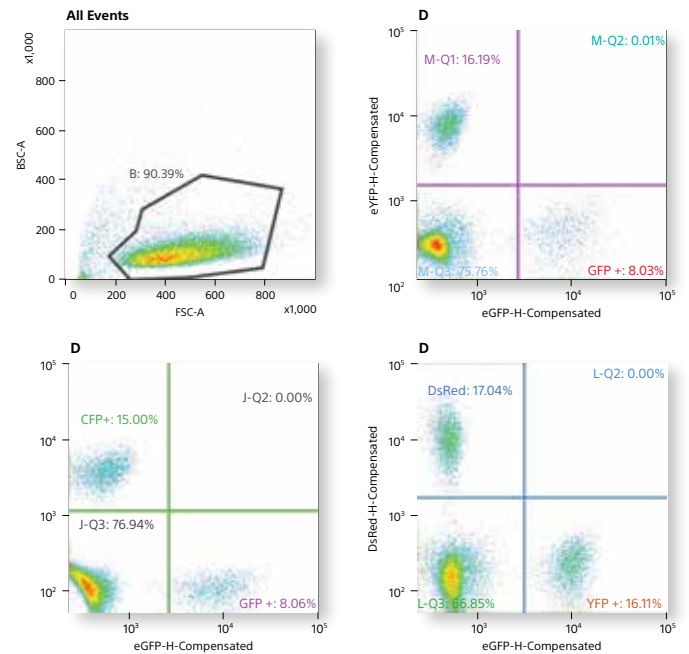 All Events
x1,000
BSC-A
800
600
400
200
0
B: 90.39%
0 200 400 600 800
FSC-A
x1,000
D
eYFP-H-Compensated
10⁵
10⁴
10³
10²
M-Q1: 16.19%
M-Q2: 0.01%
M-Q3: 75.76%
GFP +: 8.03%
10³ 10⁴ 10⁵
eGFP-H-Compensated
D
10⁵
10⁴
10³
10²
CFP+: 15.00%
J-Q2: 0.00%
J-Q3: 76.94%
GFP +: 8.06%
10³ 10⁴ 10⁵
eGFP-H-Compensated
D
DsRed-H-Compensated
10⁵
10⁴
10³
10²
DsRed: 17.04%
L-Q2: 0.00%
L-Q3: 66.85%
YFP +: 16.11%
10³ 10⁴ 10⁵
eGFP-H-Compensated